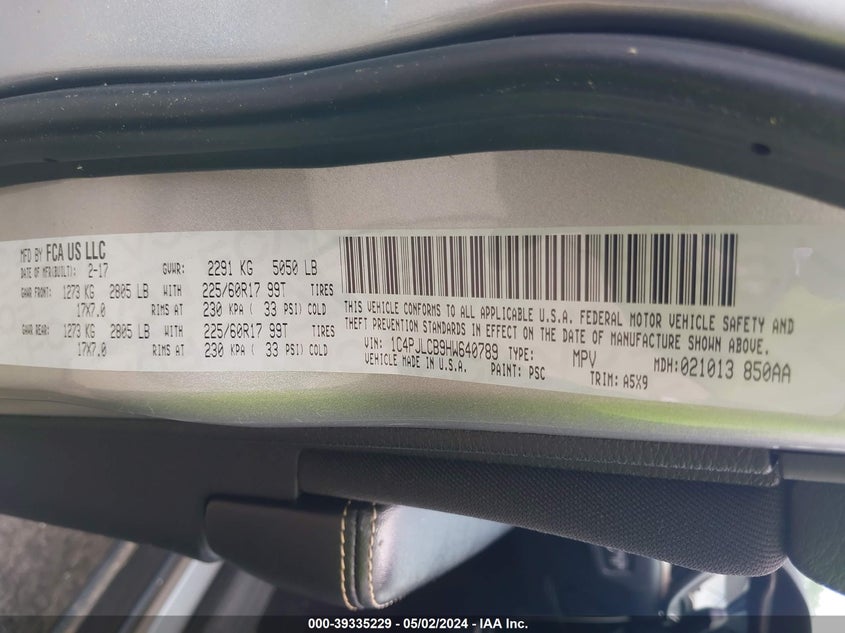 MFD BY FCA US LLC
DATE OF MFR(BUILT): 2-17 GVWR: 2291 KG 5050 LB
GAWR FRONT: 1273 KG 2805 LB WITH 225/60R17 99T TIRES
17X7.0 RIMS AT 230 KPA ( 33 PSI) COLD
GAWR REAR: 1273 KG 2805 LB WITH 225/60R17 99T TIRES
17X7.0 RIMS AT 230 KPA ( 33 PSI) COLD
THIS VEHICLE CONFORMS TO ALL APPLICABLE U.S.A. FEDERAL MOTOR VEHICLE SAFETY AND
THEFT PREVENTION STANDARDS IN EFFECT ON THE DATE OF MANUFACTURE SHOWN ABOVE.
VIN: 1C4PJLCB9HW640789 TYPE: MPV MDH:021013 850AA
VEHICLE MADE IN U.S.A. PAINT: PSC TRIM: A5X9
000-39335229 - 05/02/2024 - IAA Inc.